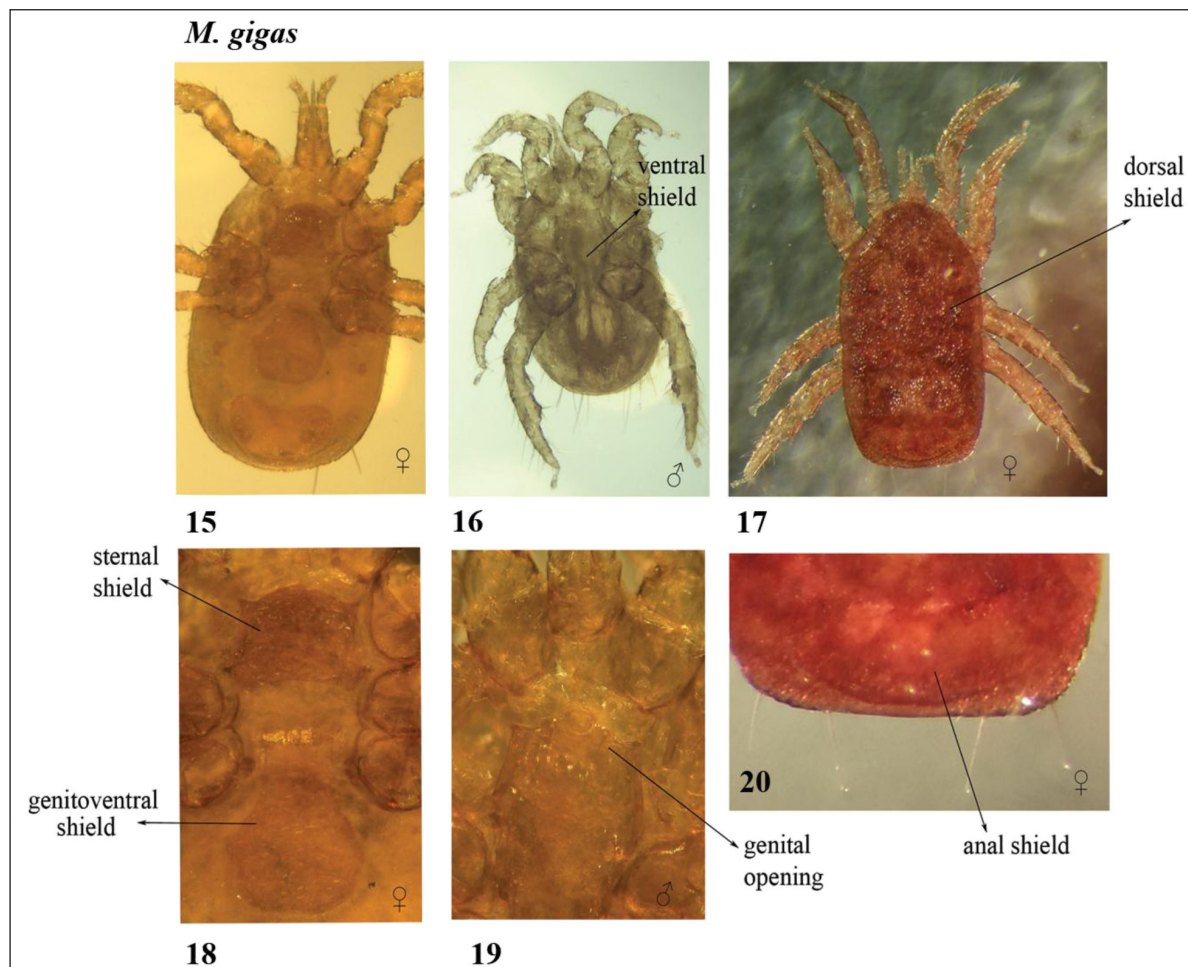 M. gigas
ventral
shield
dorsal
shield
♀
♂
♀
15
16
17
sternal
shield
genitoventral
shield
20
♀
anal shield
genital
opening
♀
♂
18
19